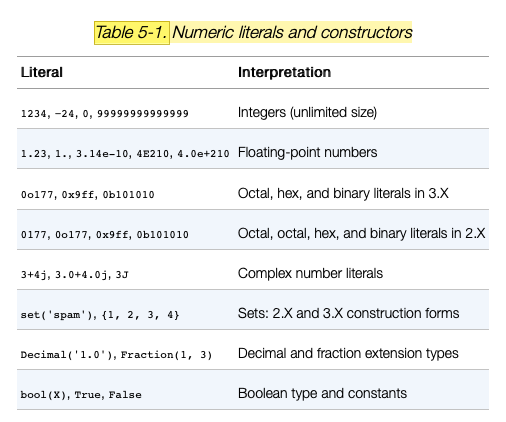 Table 5-1. Numeric literals and constructors
Literal Interpretation
1234, -24, 0, 99999999999999 Integers (unlimited size)
1.23, 1., 3.14e-10, 4E210, 4.0e+210 Floating-point numbers
0o177, 0x9ff, 0b101010 Octal, hex, and binary literals in 3.X
0177, 0o177, 0x9ff, 0b101010 Octal, octal, hex, and binary literals in 2.X
3+4j, 3.0+4.0j, 3J Complex number literals
set('spam'), {1, 2, 3, 4} Sets: 2.X and 3.X construction forms
Decimal('1.0'), Fraction(1, 3) Decimal and fraction extension types
bool(X), True, False Boolean type and constants